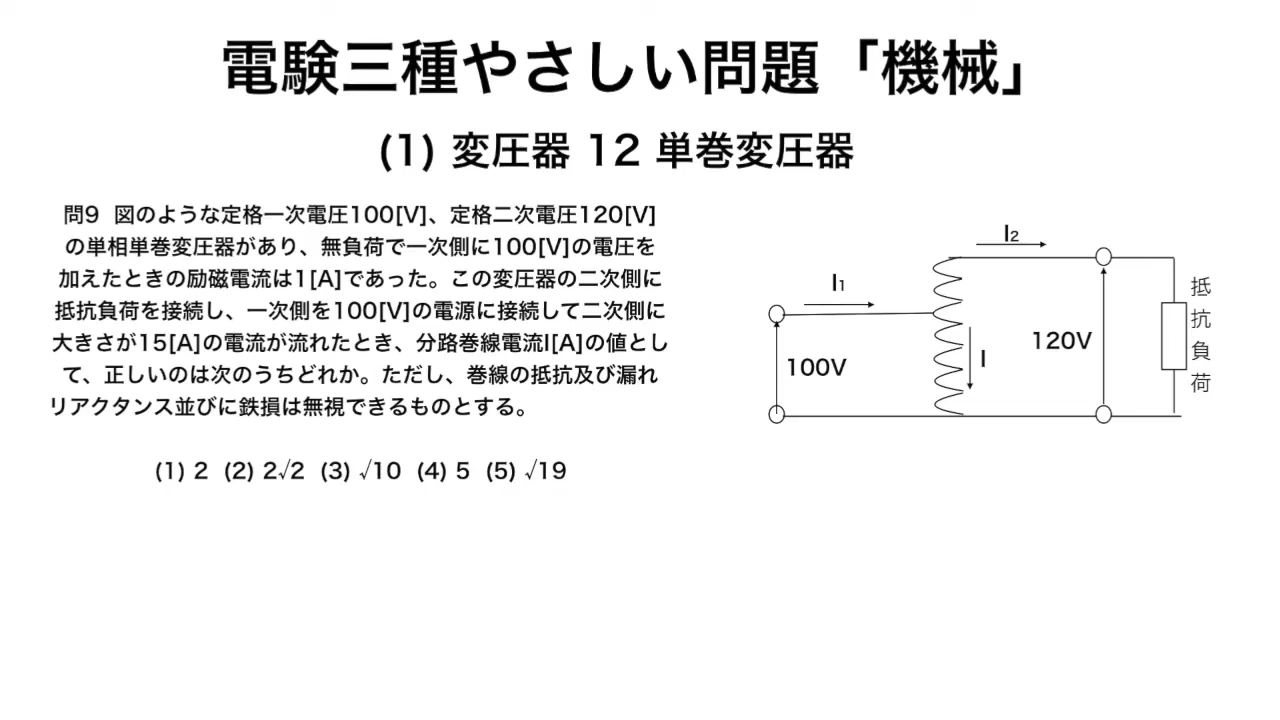 電験三種やさしい問題「機械」
(1) 変圧器 12 単巻変圧器
問9 図のような定格一次電圧100[V]、定格二次電圧120[V]
の単相単巻変圧器があり、無負荷で一次側に100[V]の電圧を
加えたときの励磁電流は1[A]であった。この変圧器の二次側に
抵抗負荷を接続し、一次側を100[V]の電源に接続して二次側に
大きさが15[A]の電流が流れたとき、分路巻線電流I[A]の値とし
て、正しいのは次のうちどれか。ただし、巻線の抵抗及び漏れ
リアクタンス並びに鉄損は無視できるものとする。
(1) 2 (2) 2√2 (3) √10 (4) 5 (5) √19
I₂
I₁
100V
I
120V
抵
抗
負
荷